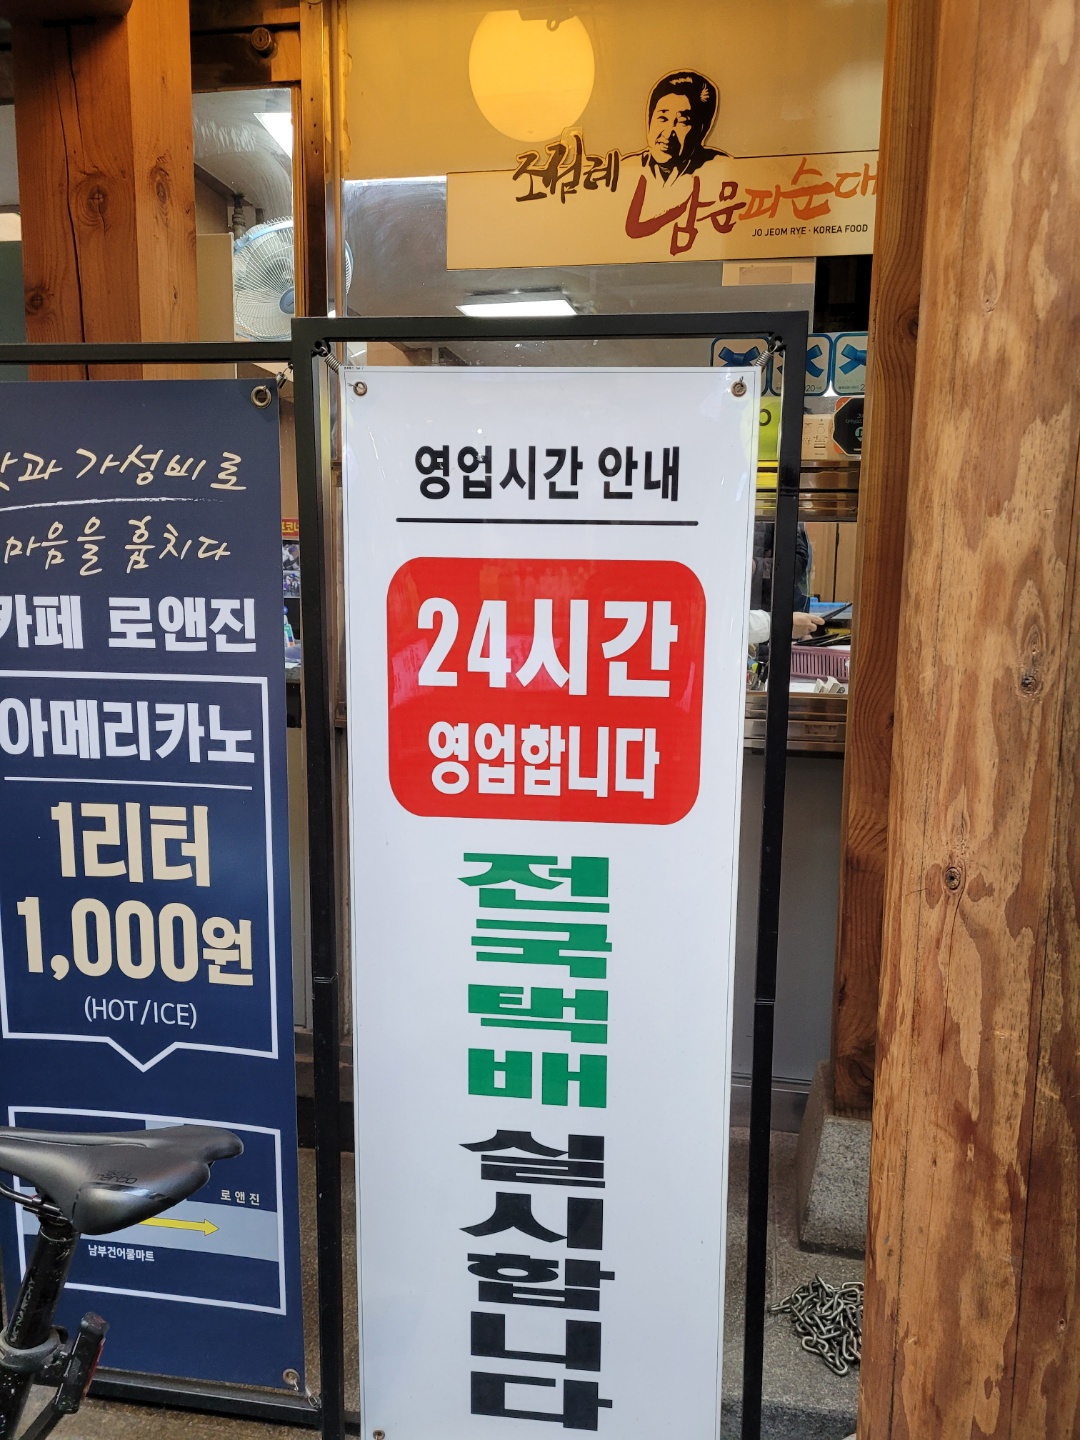 조점례
남문파순대
JO JEOM RYE · KOREA FOOD
영업시간 안내
24시간
영업합니다
전국택배 실시합니다
가성비로
마음을 훔치다
카페 로앤진
아메리카노
1리터
1,000원
(HOT/ICE)
로앤진
남부건어물마트